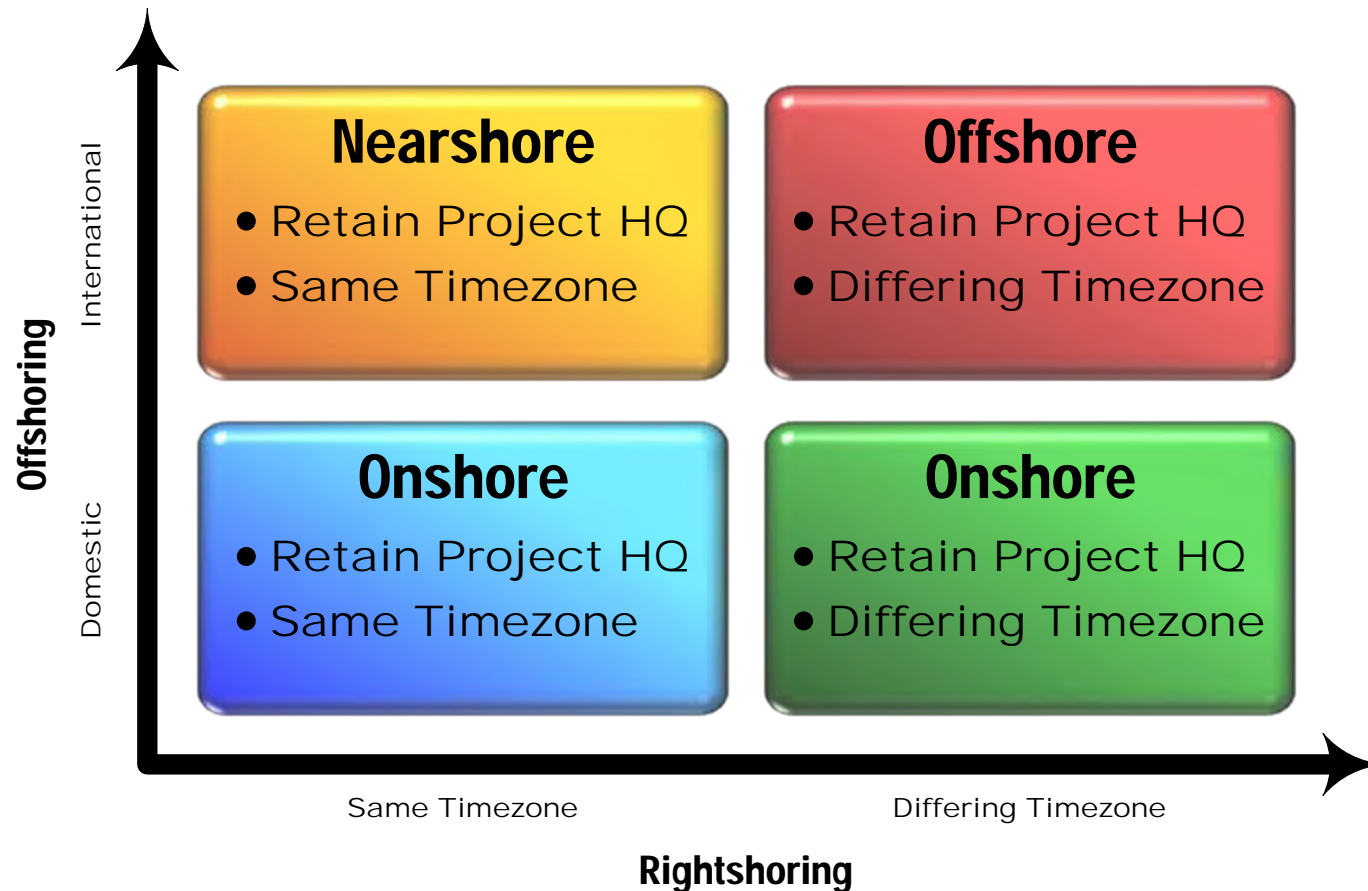 Offshoring
International
Domestic
Nearshore
• Retain Project HQ
• Same Timezone
Offshore
• Retain Project HQ
• Differing Timezone
Onshore
• Retain Project HQ
• Same Timezone
Onshore
• Retain Project HQ
• Differing Timezone
Same Timezone
Differing Timezone
Rightshoring